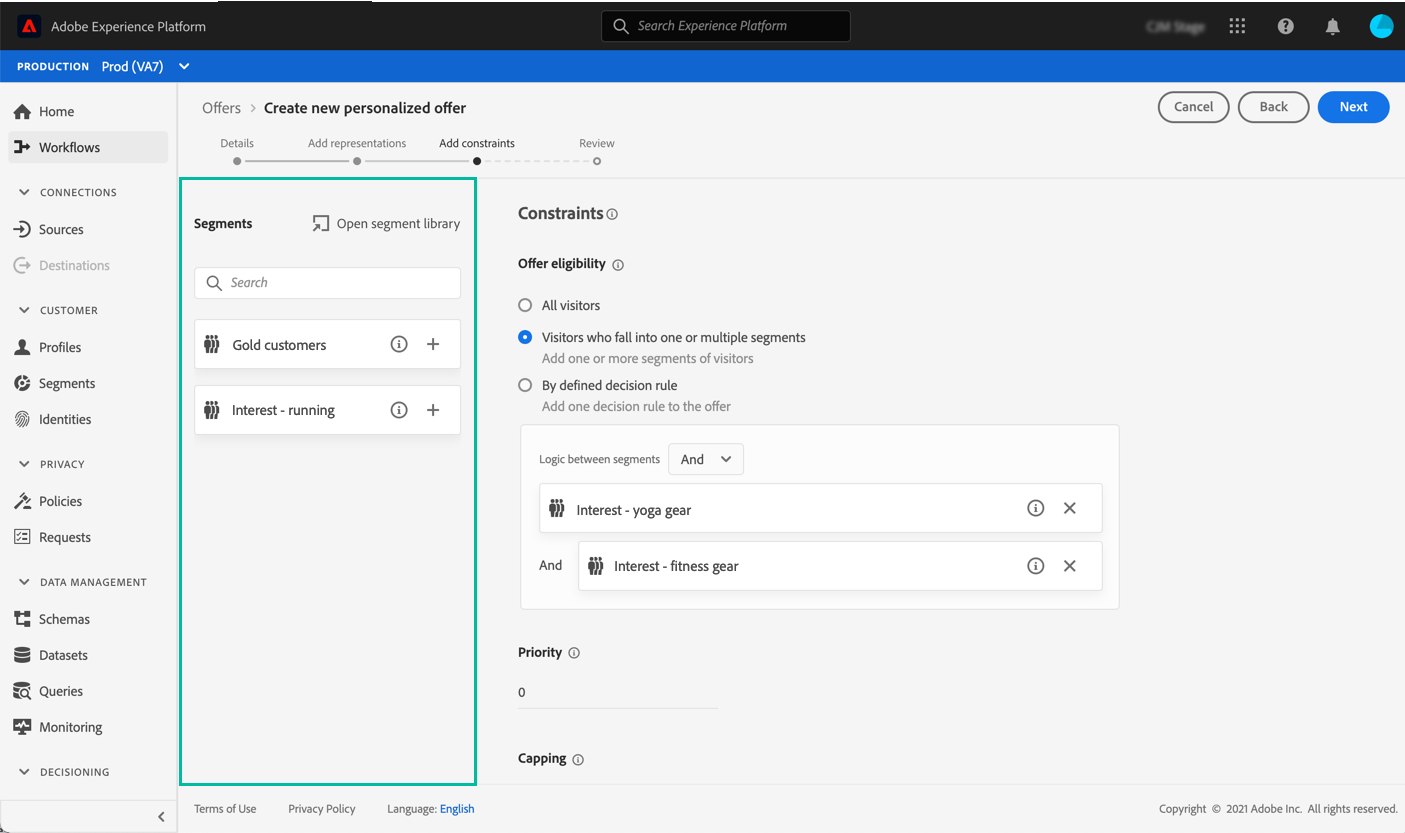 Adobe Experience Platform
Search Experience Platform
PRODUCTION Prod (VA7)
Home
Workflows
CONNECTIONS
Sources
Destinations
CUSTOMER
Profiles
Segments
Identities
PRIVACY
Policies
Requests
DATA MANAGEMENT
Schemas
Datasets
Queries
Monitoring
DECISIONING
Offers > Create new personalized offer
Cancel Back Next
Details Add representations Add constraints Review
Segments Open segment library
Search
Gold customers
Interest - running
Constraints
Offer eligibility
All visitors
Visitors who fall into one or multiple segments
Add one or more segments of visitors
By defined decision rule
Add one decision rule to the offer
Logic between segments And
Interest - yoga gear
And Interest - fitness gear
Priority
0
Capping
Terms of Use Privacy Policy Language: English
Copyright © 2021 Adobe Inc. All rights reserved.